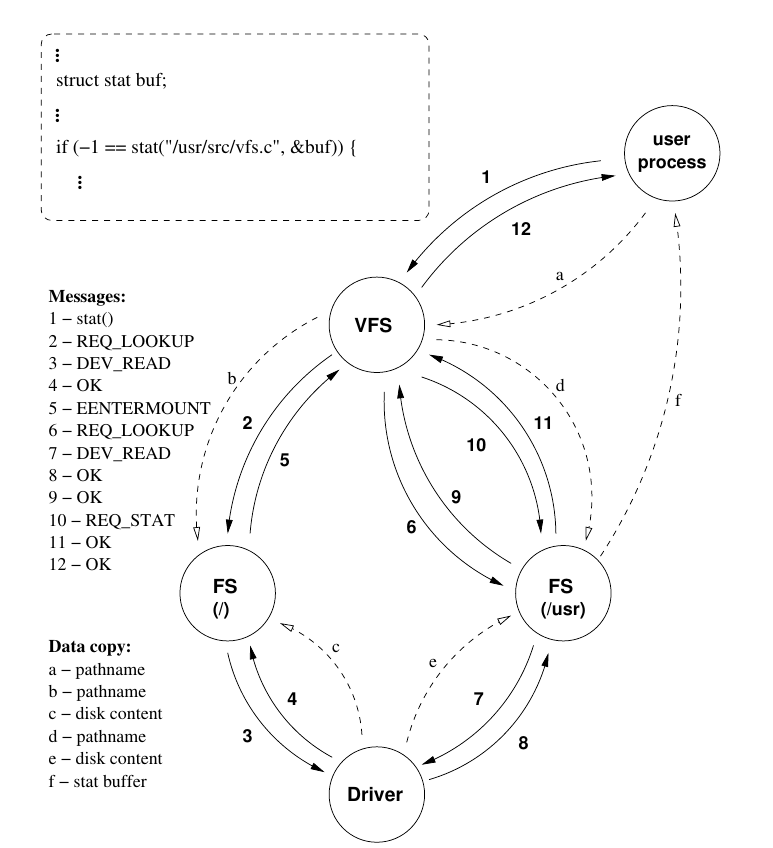 ⋮
struct stat buf;
⋮
if (−1 == stat("/usr/src/vfs.c", &buf)) {
⋮
user
process
1
12
a
Messages:
1 − stat()
2 − REQ_LOOKUP
3 − DEV_READ
4 − OK
5 − EENTERMOUNT
6 − REQ_LOOKUP
7 − DEV_READ
8 − OK
9 − OK
10 − REQ_STAT
11 − OK
12 − OK
VFS
b
d
f
2
5
10
11
9
6
FS
(/)
FS
(/usr)
Data copy:
a − pathname
b − pathname
c − disk content
d − pathname
e − disk content
f − stat buffer
c
e
4
3
7
8
Driver